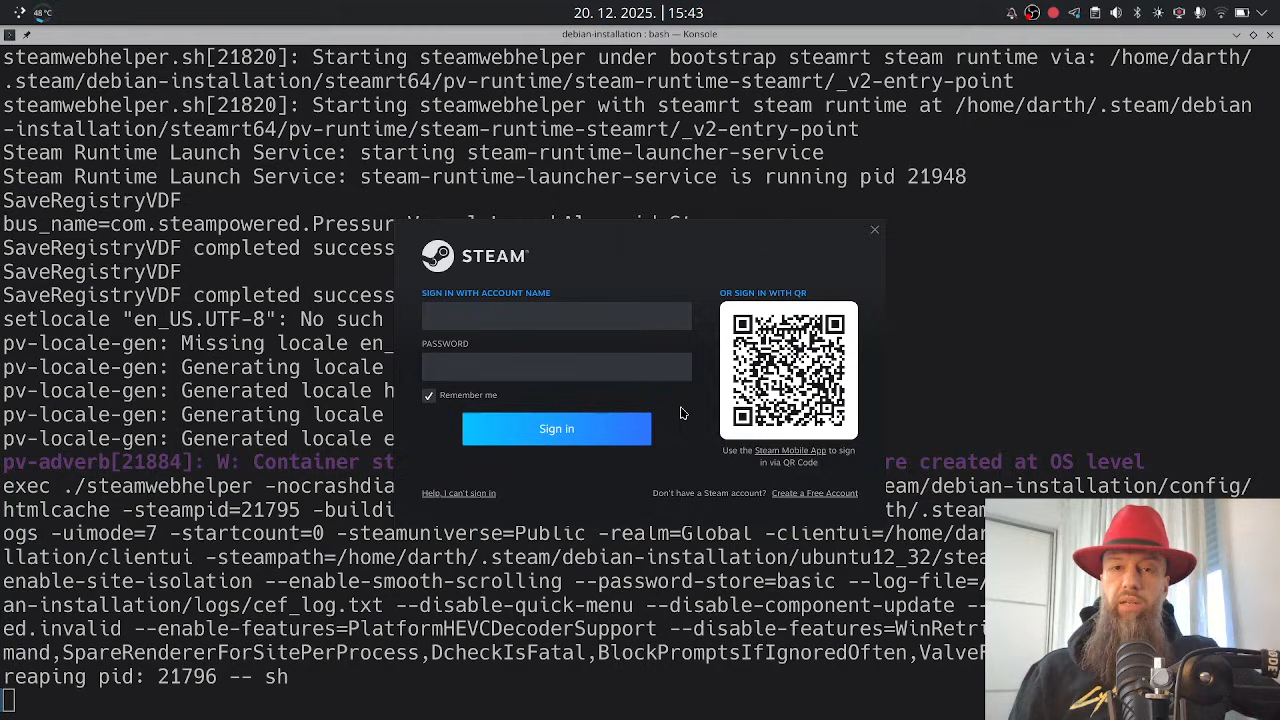 48°C
20. 12. 2025. | 15:43
debian-installation : bash — Konsole
steamwebhelper.sh[21820]: Starting steamwebhelper under bootstrap steamrt steam runtime via: /home/darth/
.steam/debian-installation/steamrt64/pv-runtime/steam-runtime-steamrt/_v2-entry-point
steamwebhelper.sh[21820]: Starting steamwebhelper with steamrt steam runtime at /home/darth/.steam/debian
-installation/steamrt64/pv-runtime/steam-runtime-steamrt/_v2-entry-point
Steam Runtime Launch Service: starting steam-runtime-launcher-service
Steam Runtime Launch Service: steam-runtime-launcher-service is running pid 21948
SaveRegistryVDF
bus_name=com.steampowered.Pressur
SaveRegistryVDF completed success
SaveRegistryVDF
SaveRegistryVDF completed success
setlocale "en_US.UTF-8": No such
pv-locale-gen: Missing locale en_
pv-locale-gen: Generating locale
pv-locale-gen: Generated locale h
pv-locale-gen: Generating locale
pv-locale-gen: Generated locale e
pv-adverb[21884]: W: Container st
re created at OS level
exec ./steamwebhelper -nocrashdia
eam/debian-installation/config/
htmlcache -steampid=21795 -buildi
th/.steam/debian-installation/l
ogs -uimode=7 -startcount=0 -steamuniverse=Public -realm=Global -clientui=/home/dar
llation/clientui -steampath=/home/darth/.steam/debian-installation/ubuntu12_32/stea
enable-site-isolation --enable-smooth-scrolling --password-store=basic --log-file=/
an-installation/logs/cef_log.txt --disable-quick-menu --disable-component-update --
ed.invalid --enable-features=PlatformHEVCDecoderSupport --disable-features=WinRetri
mand,SpareRendererForSitePerProcess,DcheckIsFatal,BlockPromptsIfIgnoredOften,ValveF
reaping pid: 21796 -- sh
STEAM
SIGN IN WITH ACCOUNT NAME
PASSWORD
Remember me
Sign in
Help, I can't sign in
OR SIGN IN WITH QR
Use the Steam Mobile App to sign
in via QR Code
Don't have a Steam account? Create a Free Account